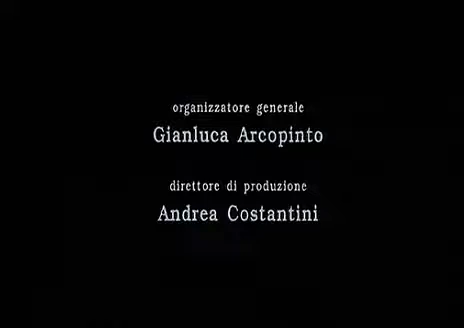 organizzatore generale
Gianluca Arcopinto
direttore di produzione
Andrea Costantini